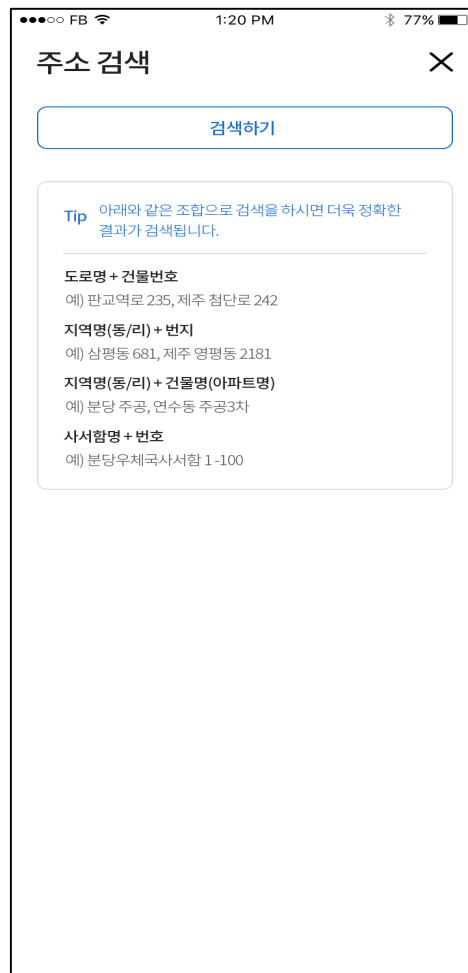 FB 1:20 PM 77%
주소 검색
검색하기
Tip 아래와 같은 조합으로 검색을 하시면 더욱 정확한
결과가 검색됩니다.
도로명 + 건물번호
예) 판교역로 235, 제주 첨단로 242
지역명(동/리) + 번지
예) 삼평동 681, 제주 영평동 2181
지역명(동/리) + 건물명(아파트명)
예) 분당 주공, 연수동 주공3차
사서함명 + 번호
예) 분당우체국사서함 1 -100